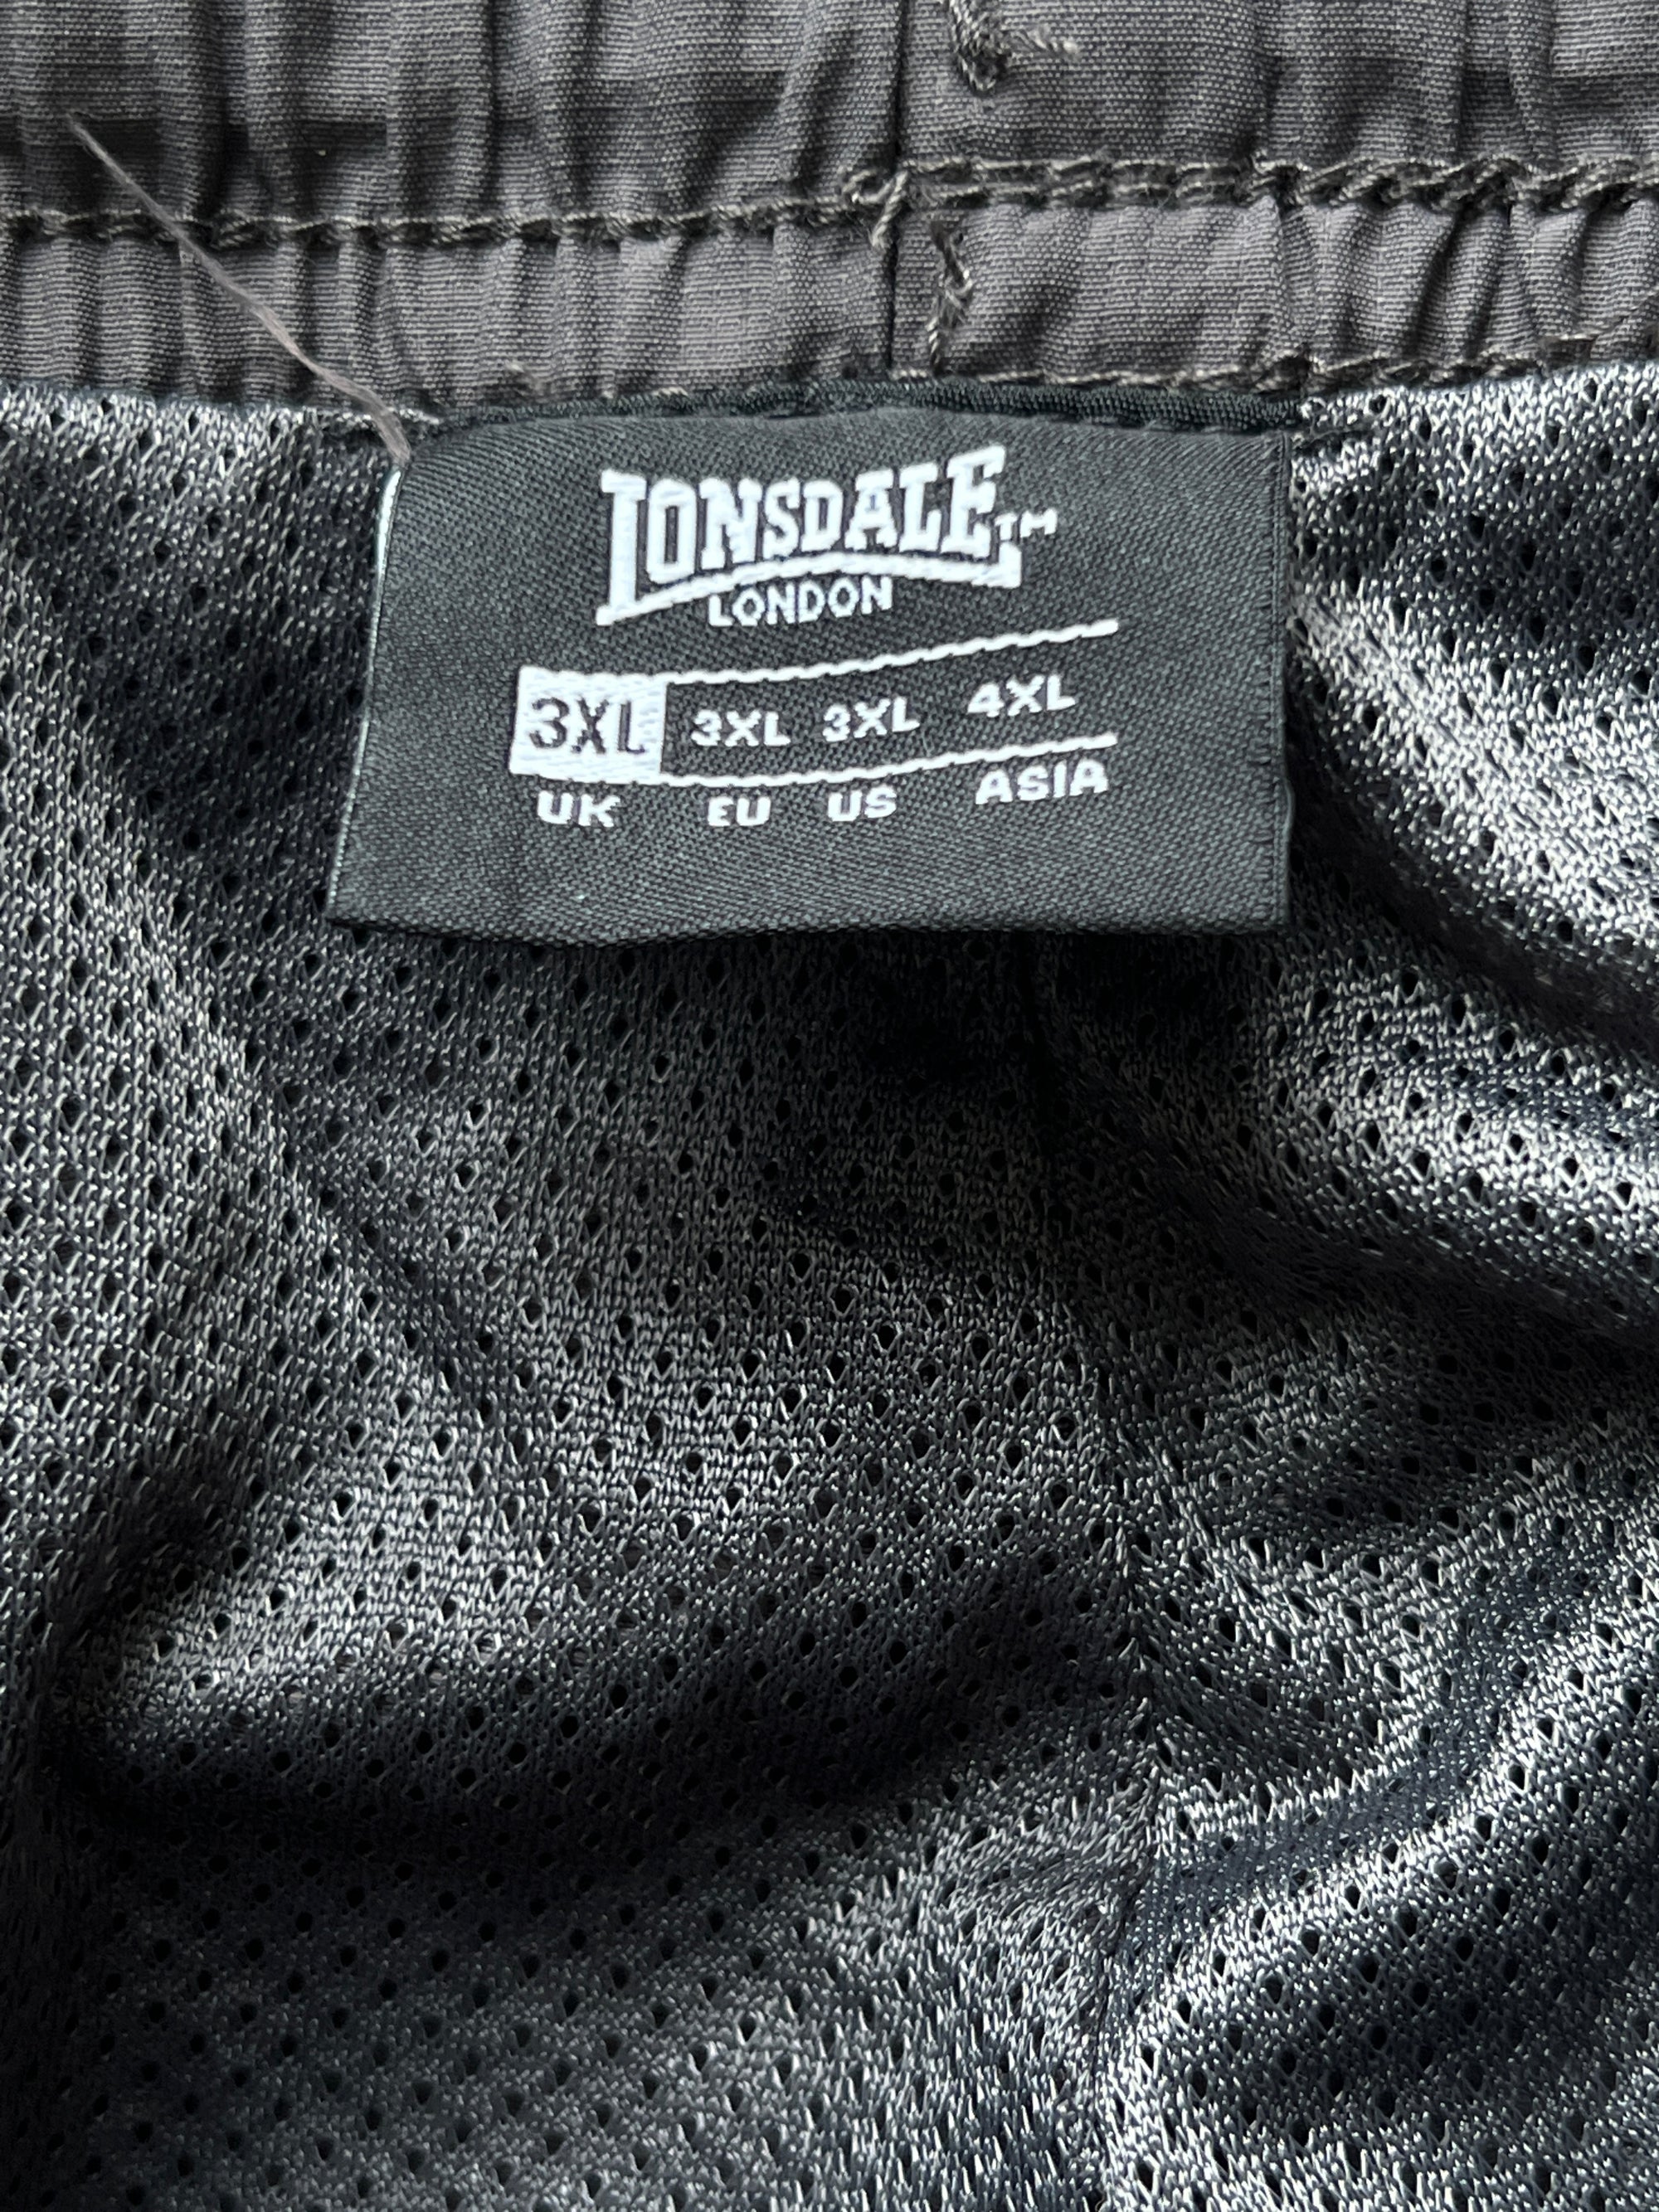 LONSDALE™
LONDON
3XL 3XL 3XL 4XL
UK EU US ASIA